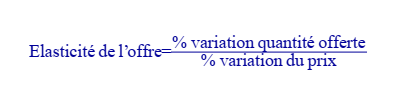 Elasticité de l’offre=% variation quantité offerte
% variation du prix